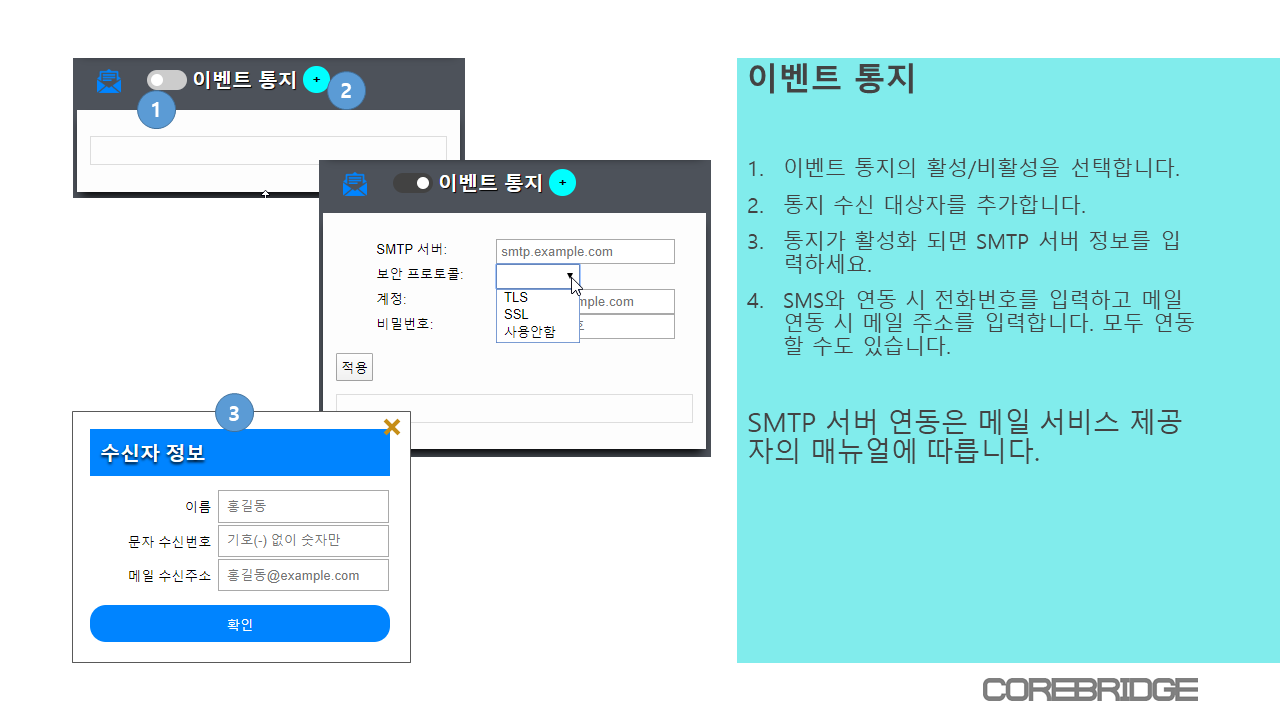 이벤트 통지 +
1
2
이벤트 통지 +
SMTP 서버: smtp.example.com
보안 프로토콜:
계정: mple.com
비밀번호:
TLS
SSL
사용안함
적용
3
수신자 정보
이름 홍길동
문자 수신번호 기호(-) 없이 숫자만
메일 수신주소 홍길동@example.com
확인
이벤트 통지
1. 이벤트 통지의 활성/비활성을 선택합니다.
2. 통지 수신 대상자를 추가합니다.
3. 통지가 활성화 되면 SMTP 서버 정보를 입
력하세요.
4. SMS와 연동 시 전화번호를 입력하고 메일
연동 시 메일 주소를 입력합니다. 모두 연동
할 수도 있습니다.
SMTP 서버 연동은 메일 서비스 제공
자의 매뉴얼에 따릅니다.
COREBRIDGE